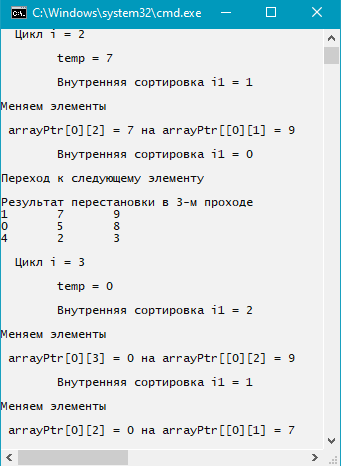 C:\Windows\system32\cmd.exe
Цикл i = 2
temp = 7
Внутренняя сортировка i1 = 1
Меняем элементы
arrayPtr[0][2] = 7 на arrayPtr[[0][1] = 9
Внутренняя сортировка i1 = 0
Переход к следующему элементу
Результат перестановки в 3-м проходе
1 7 9
0 5 8
4 2 3
Цикл i = 3
temp = 0
Внутренняя сортировка i1 = 2
Меняем элементы
arrayPtr[0][3] = 0 на arrayPtr[[0][2] = 9
Внутренняя сортировка i1 = 1
Меняем элементы
arrayPtr[0][2] = 0 на arrayPtr[[0][1] = 7